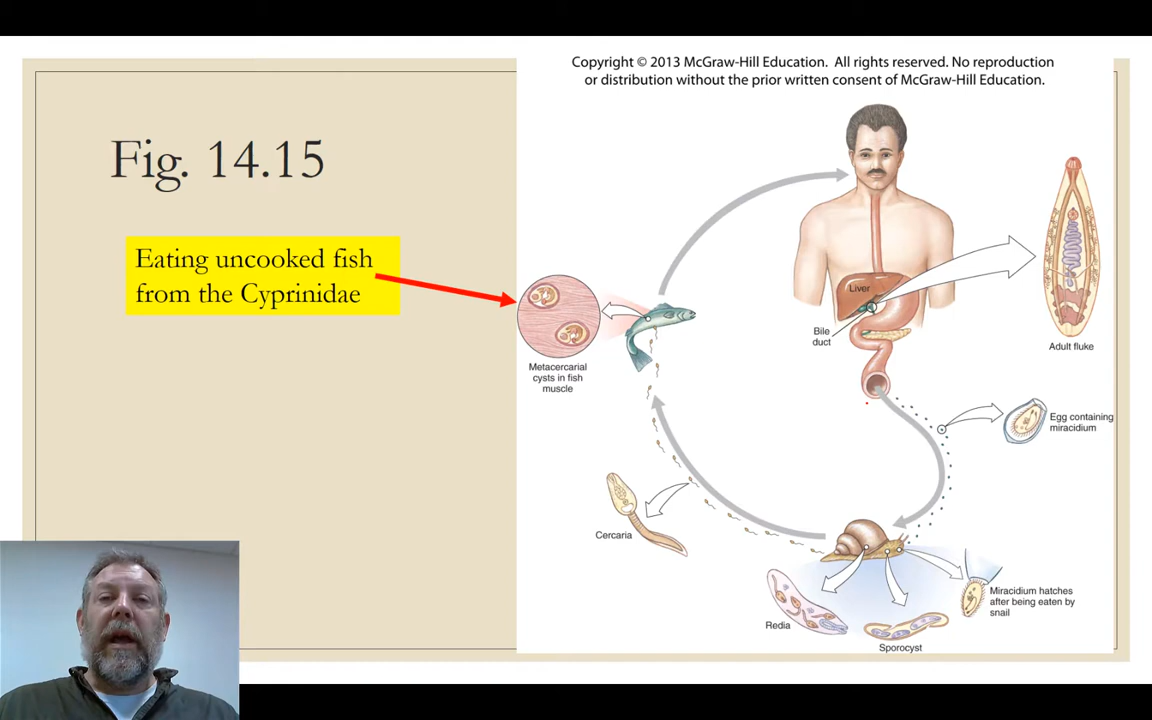 Copyright © 2013 McGraw-Hill Education. All rights reserved. No reproduction
or distribution without the prior written consent of McGraw-Hill Education.
Fig. 14.15
Eating uncooked fish
from the Cyprinidae
Liver
Bile
duct
Adult fluke
Metacercarial
cysts in fish
muscle
Egg containing
miracidium
Cercaria
Miracidium hatches
after being eaten by
snail
Redia
Sporocyst